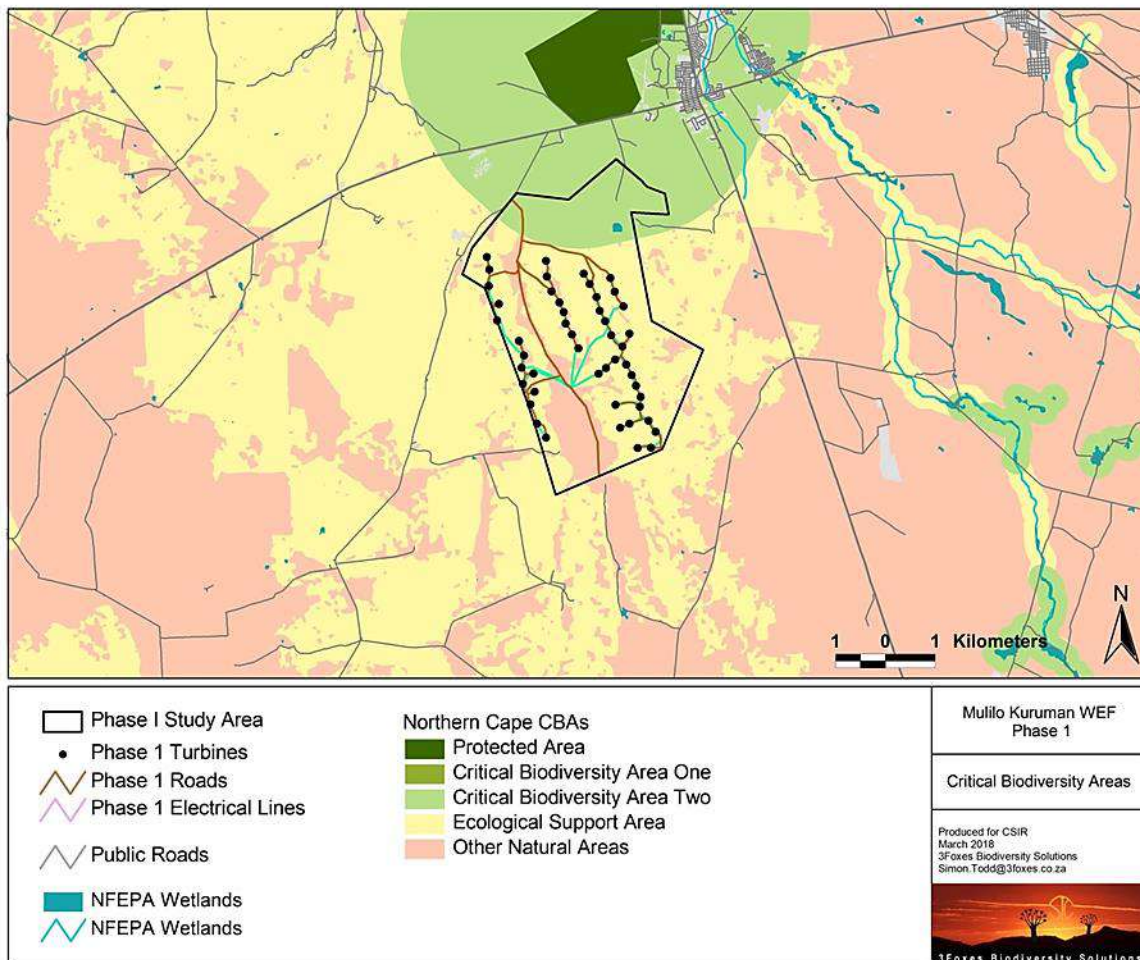 N
1 0 1 Kilometers
Phase I Study Area
Phase 1 Turbines
Phase 1 Roads
Phase 1 Electrical Lines
Public Roads
NFEPA Wetlands
NFEPA Wetlands
Northern Cape CBAs
Protected Area
Critical Biodiversity Area One
Critical Biodiversity Area Two
Ecological Support Area
Other Natural Areas
Mulilo Kuruman WEF
Phase 1
Critical Biodiversity Areas
Produced for CSIR
March 2018
3Foxes Biodiversity Solutions
Simon.Todd@3foxes.co.za
3Foxes Biodiversity Solutions